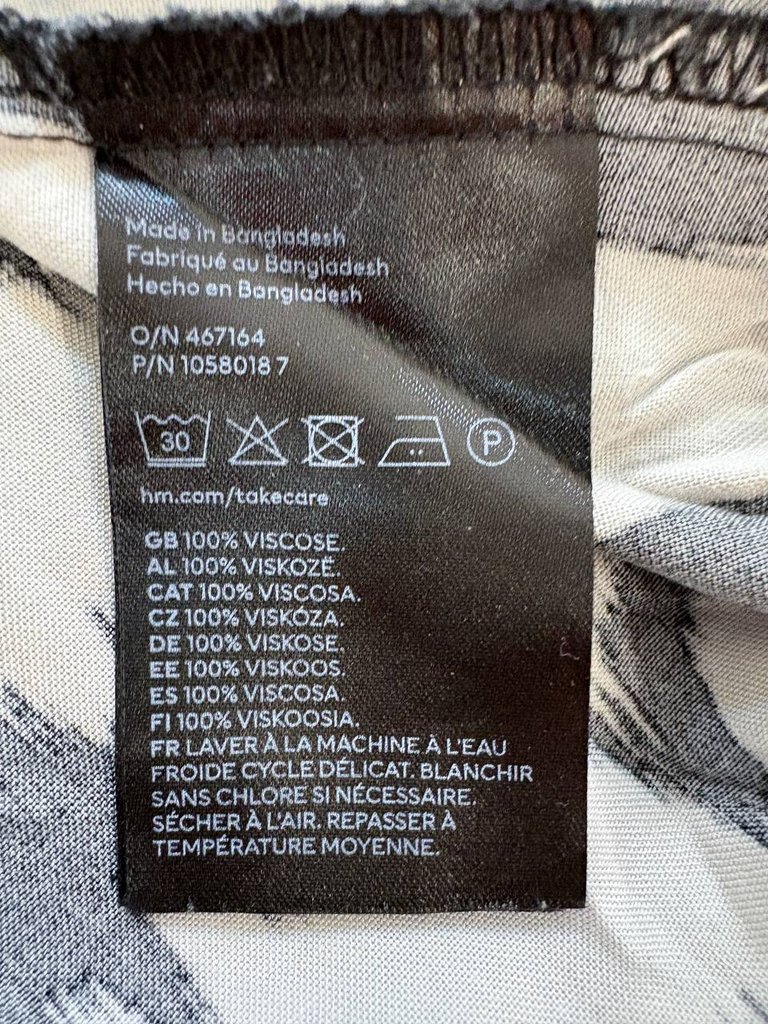 Made in Bangladesh
Fabriqué au Bangladesh
Hecho en Bangladesh
O/N 467164
P/N 1058018 7
30 P
hm.com/takecare
GB 100% VISCOSE.
AL 100% VISKOZË.
CAT 100% VISCOSA.
CZ 100% VISKÓZA.
DE 100% VISKOSE.
EE 100% VISKOOS.
ES 100% VISCOSA.
FI 100% VISKOOSIA.
FR LAVER À LA MACHINE À L'EAU
FROIDE CYCLE DÉLICAT. BLANCHIR
SANS CHLORE SI NÉCESSAIRE.
SÉCHER À L'AIR. REPASSER À
TEMPÉRATURE MOYENNE.